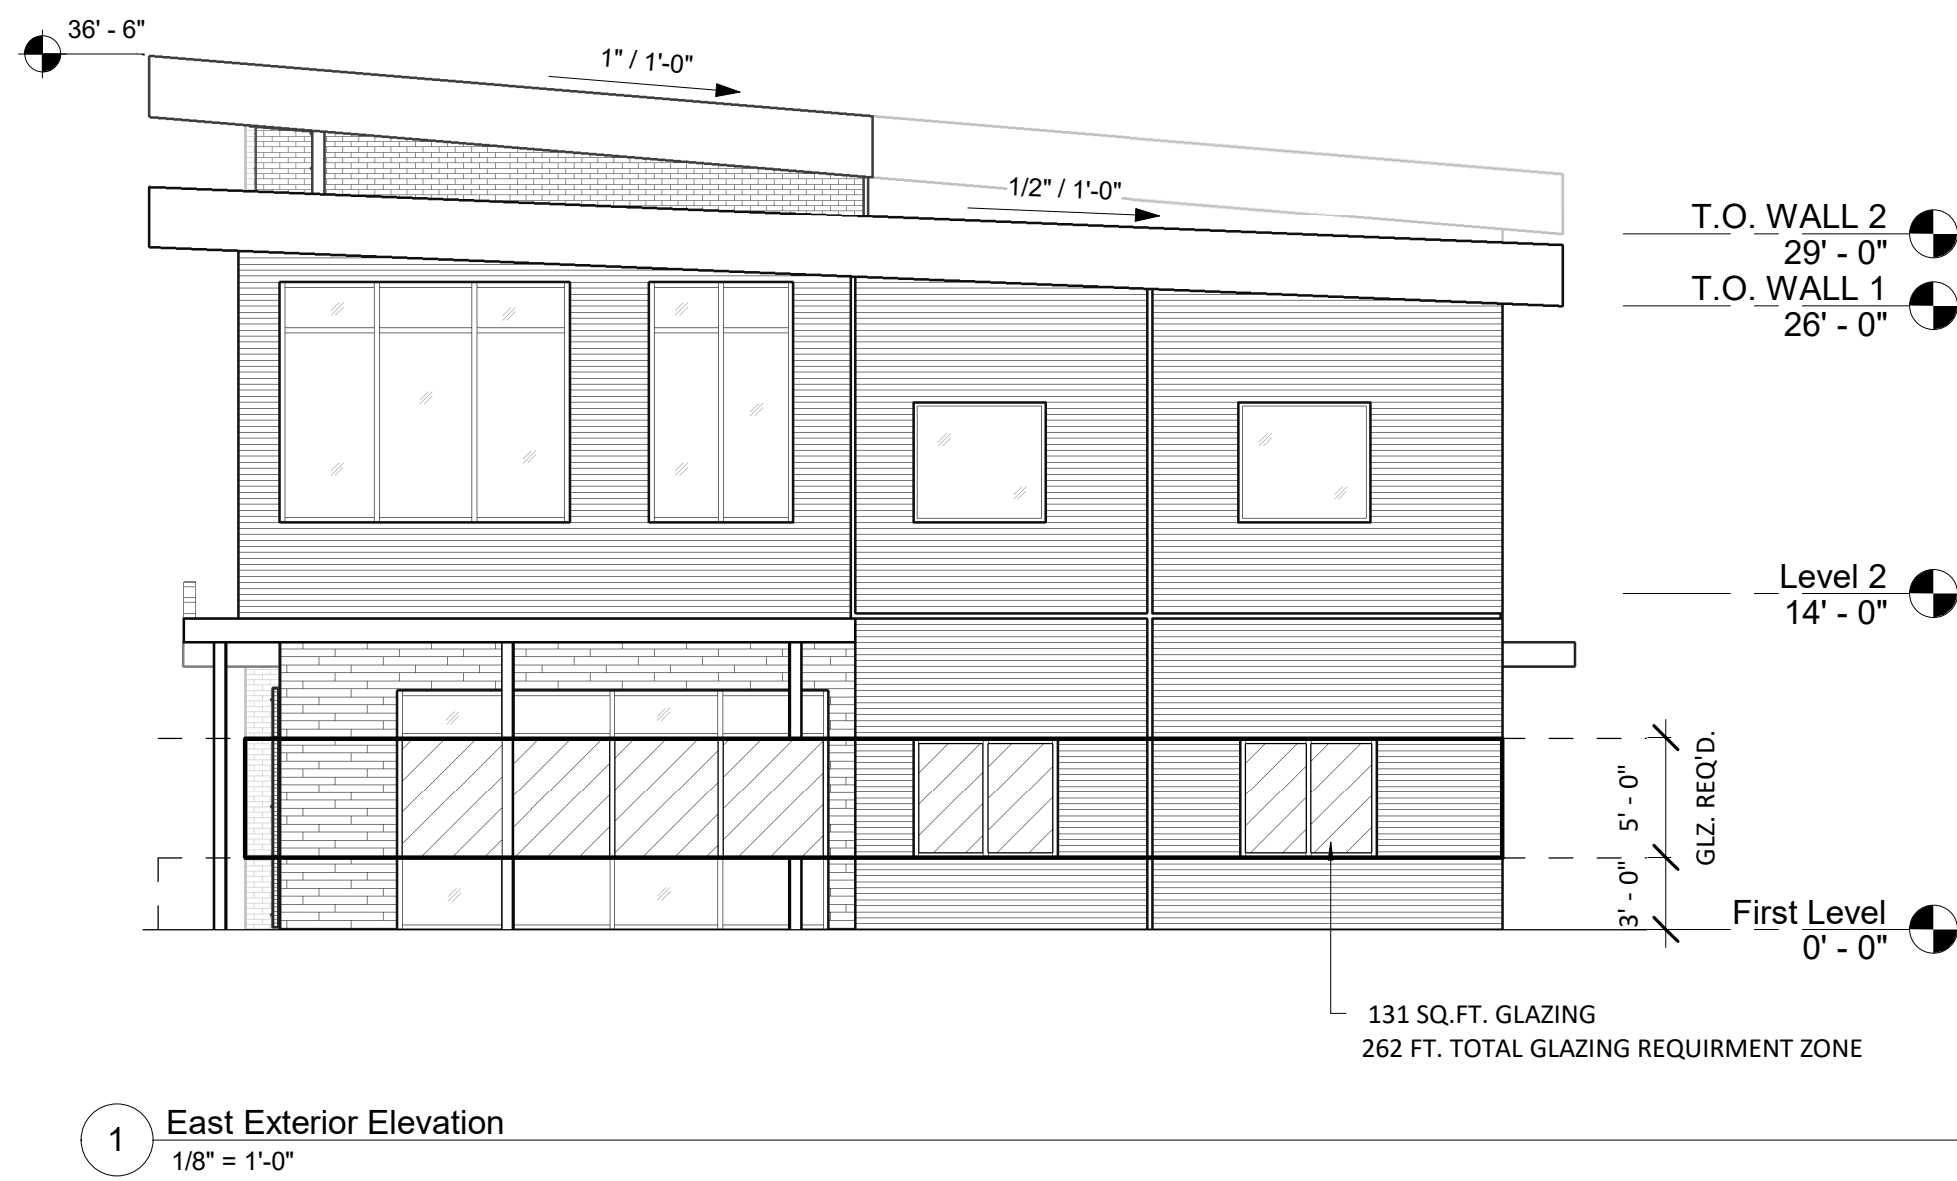 36' - 6"
1" / 1'-0"
1/2" / 1'-0"
T.O. WALL 2
29' - 0"
T.O. WALL 1
26' - 0"
Level 2
14' - 0"
5' - 0"
GLZ. REQ'D.
3' - 0"
First Level
0' - 0"
131 SQ.FT. GLAZING
262 FT. TOTAL GLAZING REQUIRMENT ZONE
1
East Exterior Elevation
1/8" = 1'-0"